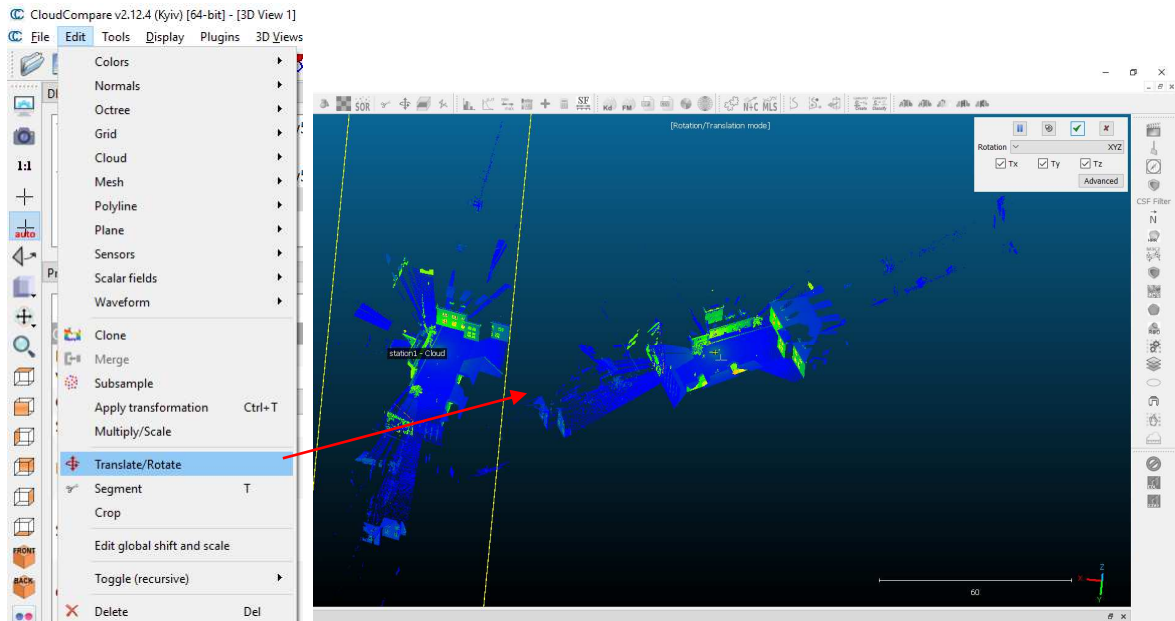 CloudCompare v2.12.4 (Kyiv) [64-bit] - [3D View 1]
File Edit Tools Display Plugins 3D Views
Colors
Normals
Octree
Grid
Cloud
Mesh
Polyline
Plane
Sensors
Scalar fields
Waveform
Clone
Merge
Subsample
Apply transformation Ctrl+T
Multiply/Scale
Translate/Rotate
Segment T
Crop
Edit global shift and scale
Toggle (recursive)
Delete Del
1:1
auto
FRONT
BACK
SOR
SF
Kd
FM
N+C
MLS
[Rotation/Translation mode]
Rotation XYZ
Tx Ty Tz
Advanced
station1 - Cloud
CSF Filter
N
60
X
Z
Y